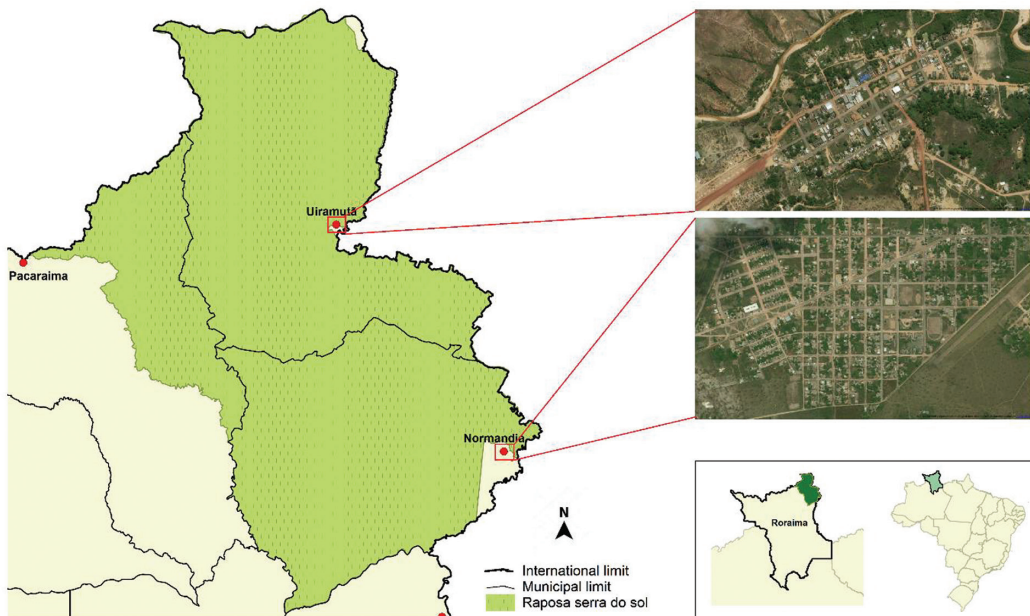 Uiramutã
Pacaraima
Normandia
N
International limit
Municipal limit
Raposa serra do sol
Roraima